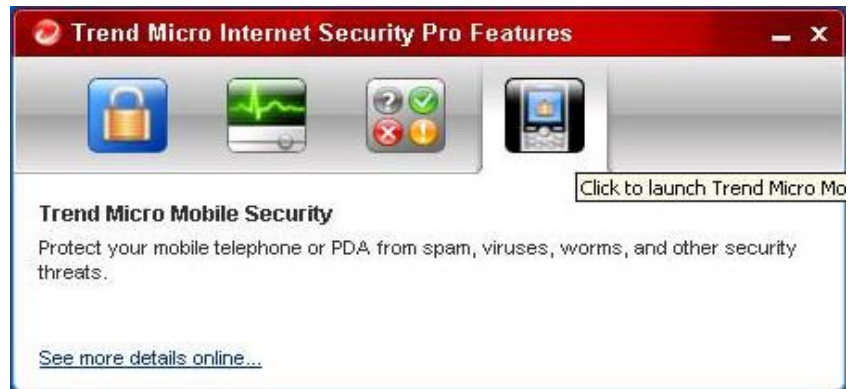 Trend Micro Internet Security Pro Features
Click to launch Trend Micro Mo
Trend Micro Mobile Security
Protect your mobile telephone or PDA from spam, viruses, worms, and other security
threats.
See more details online...